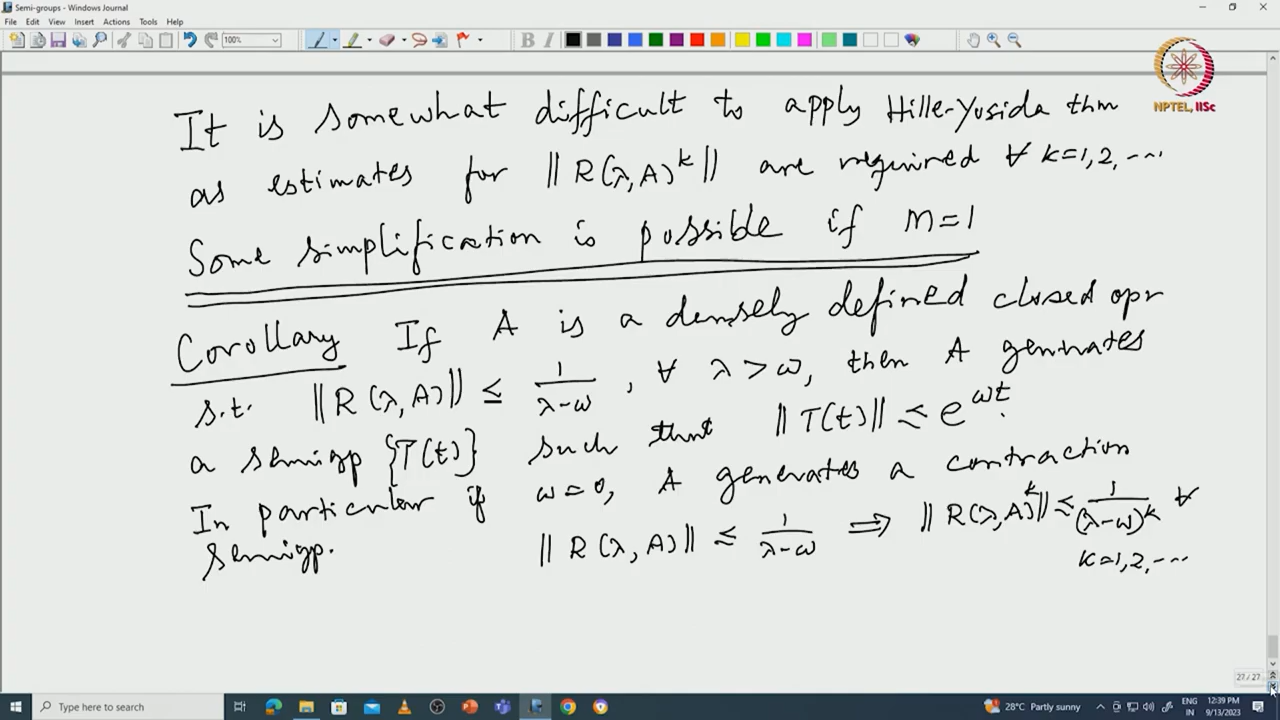 Semi-groups - Windows Journal
File Edit View Insert Actions Tools Help
100% B I
NPTEL, IISc
It is somewhat difficult to apply Hille-Yosida thm
as estimates for ||R(λ,A)^k|| are required ∀ k=1,2,...
Some simplification is possible if M=1
Corollary If A is a densely defined closed opr
s.t. ||R(λ,A)|| ≤ 1/(λ-ω), ∀ λ>ω, then A generates
a semigp {T(t)} such that ||T(t)|| ≤ e^{ωt}.
In particular if ω=0, A generates a contraction
semigp. ||R(λ,A)|| ≤ 1/(λ-ω) ⟹ ||R(λ,A)^k|| ≤ 1/(λ-ω)^k ∀
k=1,2,...
27 / 27
Type here to search 28°C Partly sunny ENG IN 12:39 PM 9/13/2023